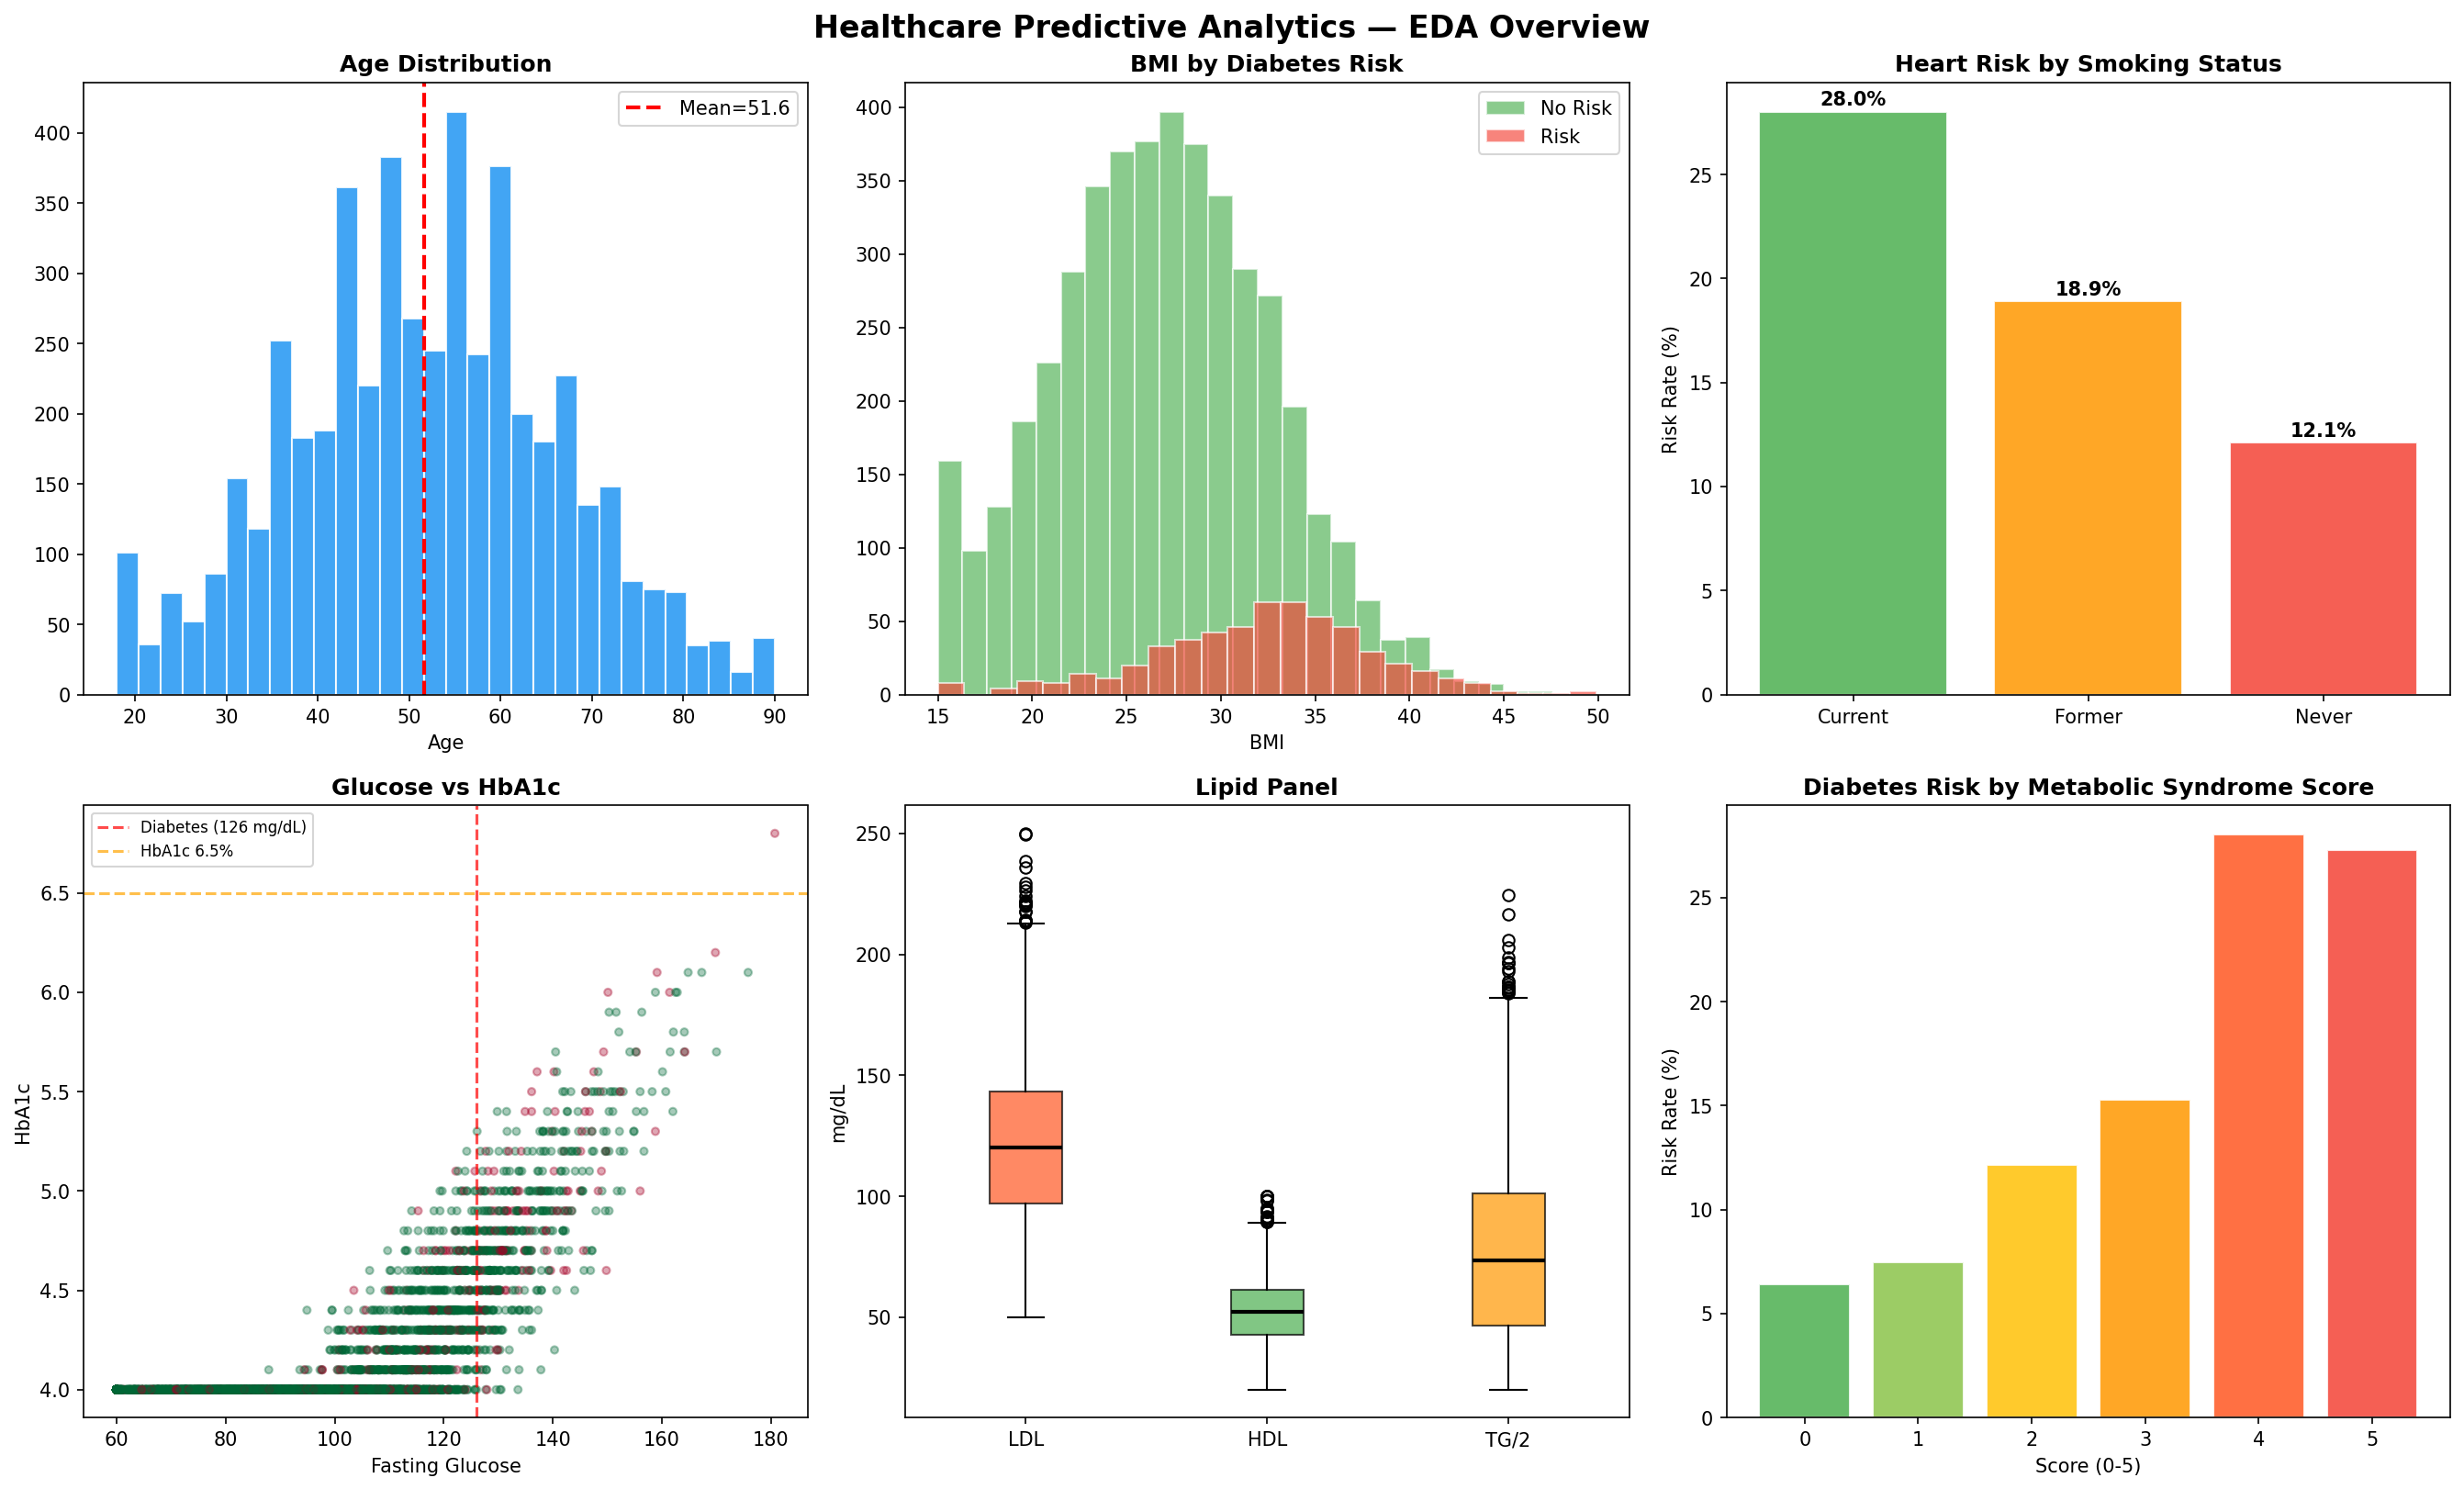 Healthcare Predictive Analytics — EDA Overview
Age Distribution
Mean=51.6
400
350
300
250
200
150
100
50
0
20 30 40 50 60 70 80 90
Age
BMI by Diabetes Risk
No Risk
Risk
400
350
300
250
200
150
100
50
0
15 20 25 30 35 40 45 50
BMI
Heart Risk by Smoking Status
28.0%
18.9%
12.1%
Risk Rate (%)
25
20
15
10
5
0
Current Former Never
Glucose vs HbA1c
Diabetes (126 mg/dL)
HbA1c 6.5%
HbA1c
6.5
6.0
5.5
5.0
4.5
4.0
60 80 100 120 140 160 180
Fasting Glucose
Lipid Panel
mg/dL
250
200
150
100
50
LDL HDL TG/2
Diabetes Risk by Metabolic Syndrome Score
Risk Rate (%)
25
20
15
10
5
0
0 1 2 3 4 5
Score (0-5)